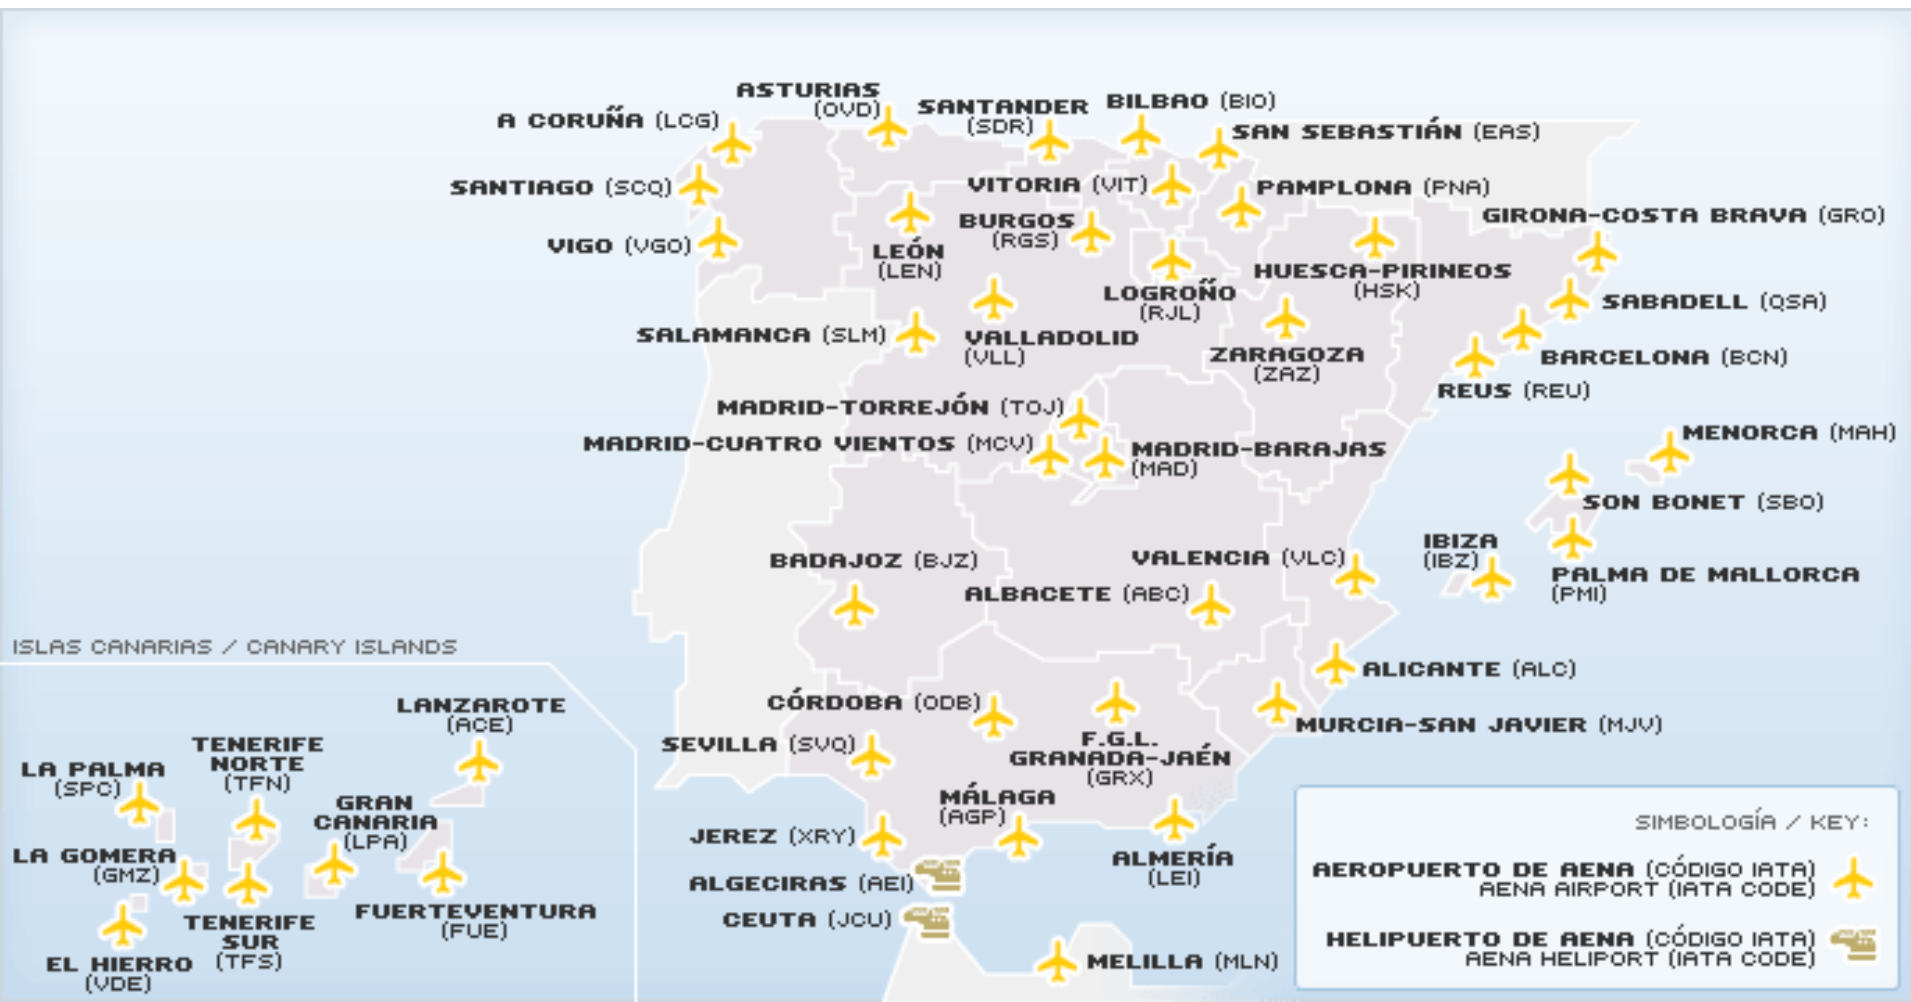 ASTURIAS
(OVD)
SANTANDER
(SDR)
BILBAO (BIO)
A CORUÑA (LCG)
SAN SEBASTIÁN (EAS)
SANTIAGO (SCQ)
VITORIA (VIT)
PAMPLONA (PNA)
GIRONA-COSTA BRAVA (GRO)
BURGOS
(RGS)
VIGO (VGO)
LEÓN
(LEN)
HUESCA-PIRINEOS
(HSK)
LOGROÑO
(RJL)
SABADELL (QSA)
SALAMANCA (SLM)
VALLADOLID
(VLL)
ZARAGOZA
(ZAZ)
BARCELONA (BCN)
REUS (REU)
MADRID-TORREJÓN (TOJ)
MADRID-CUATRO VIENTOS (MCV)
MADRID-BARAJAS
(MAD)
MENORCA (MAH)
SON BONET (SBO)
IBIZA
(IBZ)
PALMA DE MALLORCA
(PMI)
BADAJOZ (BJZ)
VALENCIA (VLC)
ALBACETE (ABC)
ALICANTE (ALC)
CÓRDOBA (ODB)
MURCIA-SAN JAVIER (MJV)
SEVILLA (SVQ)
F.G.L.
GRANADA-JAÉN
(GRX)
MÁLAGA
(AGP)
JEREZ (XRY)
ALMERÍA
(LEI)
ALGECIRAS (AEI)
CEUTA (JCU)
MELILLA (MLN)
ISLAS CANARIAS / CANARY ISLANDS
LANZAROTE
(ACE)
TENERIFE
NORTE
(TFN)
LA PALMA
(SPC)
GRAN
CANARIA
(LPA)
LA GOMERA
(GMZ)
FUERTEVENTURA
(FUE)
TENERIFE
SUR
(TFS)
EL HIERRO
(VDE)
SIMBOLOGÍA / KEY:
AEROPUERTO DE AENA (CÓDIGO IATA)
AENA AIRPORT (IATA CODE)
HELIPUERTO DE AENA (CÓDIGO IATA)
AENA HELIPORT (IATA CODE)